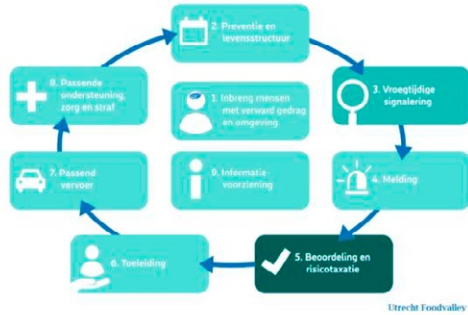 2. Preventie en
levensstructuur
3. Vroegtijdige
signalering
4. Melding
5. Beoordeling en
risicotaxatie
6. Toeleiding
7. Passend
vervoer
8. Passende
ondersteuning,
zorg en straf
1. Inbreng mensen
met verward gedrag
en omgeving
9. Informatie-
voorziening
Utrecht Foodvalley